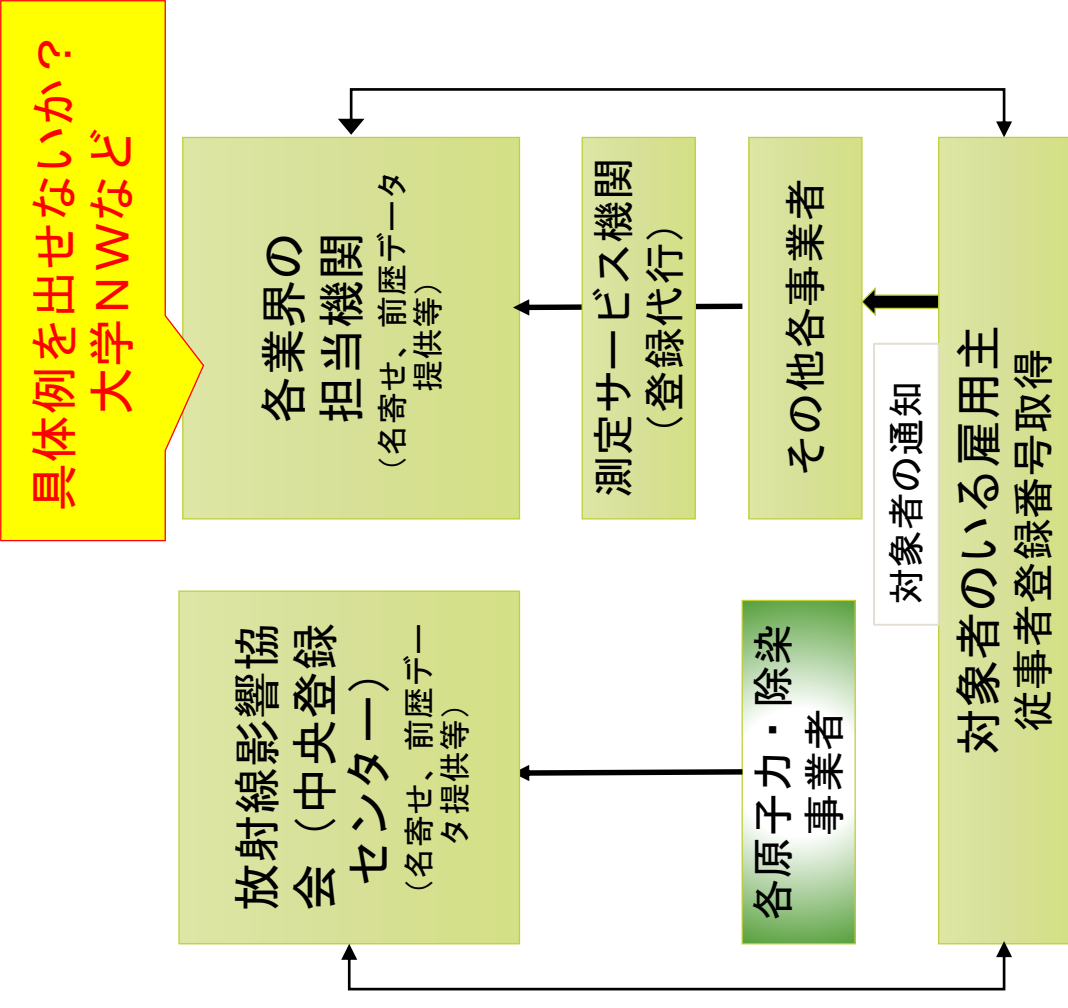 具体例を出せないか？
大学ＮＷなど
放射線影響協
会（中央登録
センター）
（名寄せ、前歴デー
タ提供等）
各業界の
担当機関
（名寄せ、前歴データ
提供等）
測定サービス機関
（登録代行）
各原子力・除染
事業者
その他各事業者
対象者の通知
対象者のいる雇用主
従事者登録番号取得